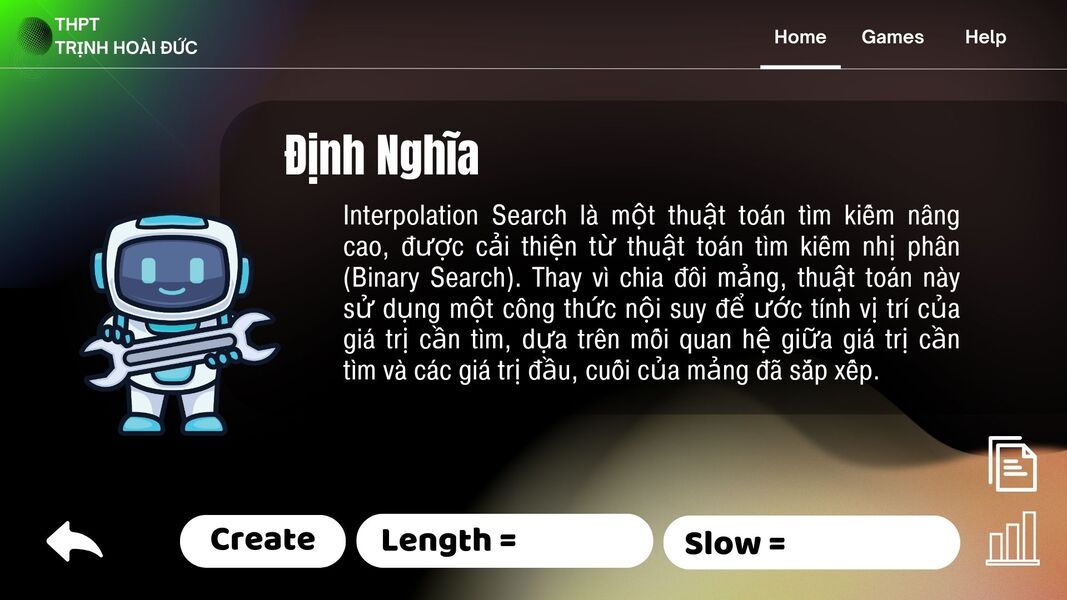 THPT
TRỊNH HOÀI ĐỨC
Home Games Help
Định Nghĩa
Interpolation Search là một thuật toán tìm kiếm nâng
cao, được cải thiện từ thuật toán tìm kiếm nhị phân
(Binary Search). Thay vì chia đôi mảng, thuật toán này
sử dụng một công thức nội suy để ước tính vị trí của
giá trị cần tìm, dựa trên mối quan hệ giữa giá trị cần
tìm và các giá trị đầu, cuối của mảng đã sắp xếp.
Create Length = Slow =